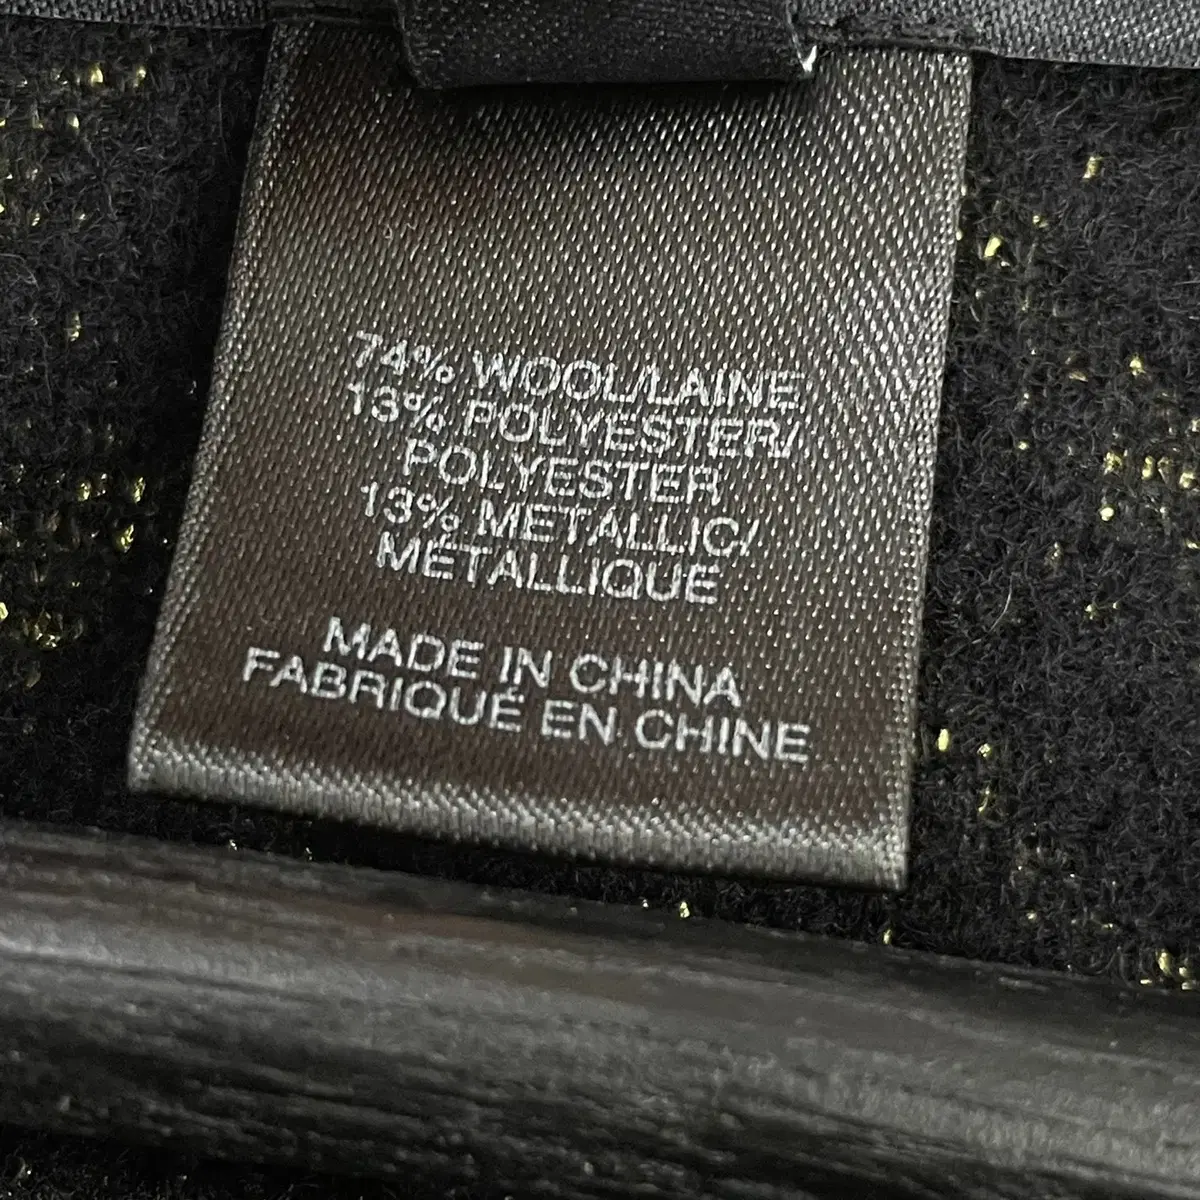 74% WOOL/LAINE
13% POLYESTER/
POLYESTER
13% METALLIC/
MÉTALLIQUE
MADE IN CHINA
FABRIQUÉ EN CHINE